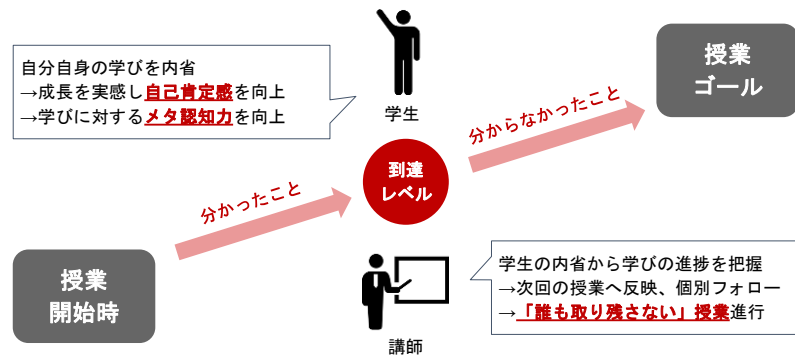 自分自身の学びを内省
→成長を実感し自己肯定感を向上
→学びに対するメタ認知力を向上
学生
授業
ゴール
分からなかったこと
到達
レベル
分かったこと
授業
開始時
学生の内省から学びの進捗を把握
→次回の授業へ反映、個別フォロー
→「誰も取り残さない」授業進行
講師